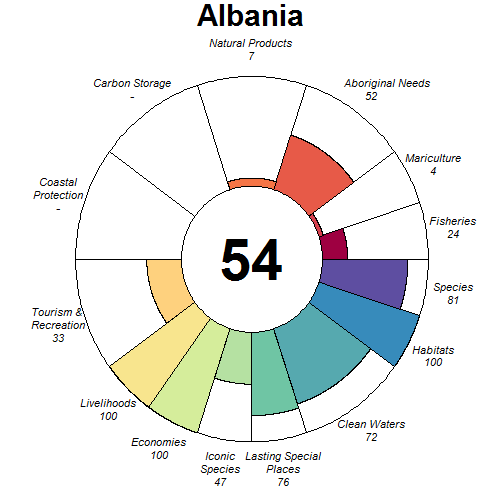 Albania
Natural Products
7
Carbon Storage
-
Aboriginal Needs
52
Mariculture
4
Coastal
Protection
-
Fisheries
24
54
Species
81
Tourism &
Recreation
33
Habitats
100
Livelihoods
100
Clean Waters
72
Economies
100
Iconic
Species
47
Lasting Special
Places
76